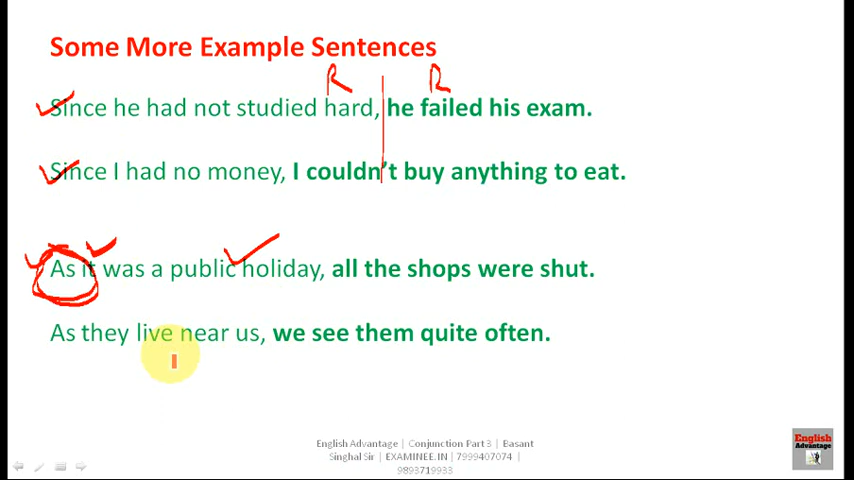 Some More Example Sentences
R R
Since he had not studied hard, he failed his exam.
Since I had no money, I couldn't buy anything to eat.
As it was a public holiday, all the shops were shut.
As they live near us, we see them quite often.
English Advantage | Conjunction Part 3 | Basant
Singhal Sir | EXAMINEE.IN | 7999407074 |
9893719933
English
Advantage